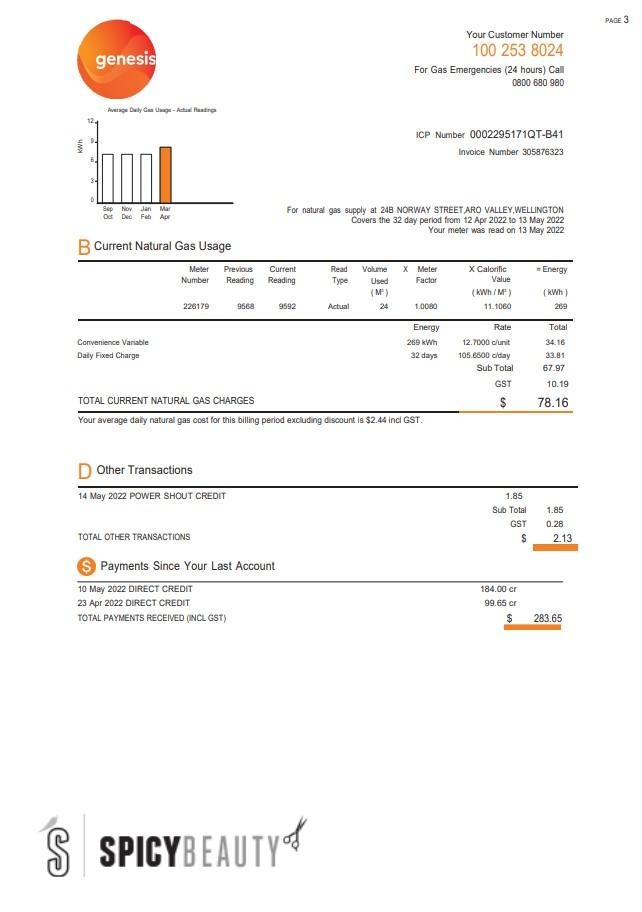 PAGE 3
genesis
Your Customer Number
100 253 8024
For Gas Emergencies (24 hours) Call
0800 680 980
Average Daily Gas Usage - Actual Readings
kWh
12
9
6
3
0
Sep Nov Jan Mar
Oct Dec Feb Apr
ICP Number 0002295171QT-B41
Invoice Number 305876323
For natural gas supply at 24B NORWAY STREET,ARO VALLEY,WELLINGTON
Covers the 32 day period from 12 Apr 2022 to 13 May 2022
Your meter was read on 13 May 2022
B Current Natural Gas Usage
Meter Previous Current Read Volume X Meter X Calorific = Energy
Number Reading Reading Type Used Factor Value
( M³ ) ( kWh / M³ ) ( kWh )
226179 9568 9592 Actual 24 1.0080 11.1060 269
Energy Rate Total
Convenience Variable 269 kWh 12.7000 c/unit 34.16
Daily Fixed Charge 32 days 105.6500 c/day 33.81
Sub Total 67.97
GST 10.19
TOTAL CURRENT NATURAL GAS CHARGES $ 78.16
Your average daily natural gas cost for this billing period excluding discount is $2.44 incl GST.
D Other Transactions
14 May 2022 POWER SHOUT CREDIT 1.85
Sub Total 1.85
GST 0.28
TOTAL OTHER TRANSACTIONS $ 2.13
$ Payments Since Your Last Account
10 May 2022 DIRECT CREDIT 184.00 cr
23 Apr 2022 DIRECT CREDIT 99.65 cr
TOTAL PAYMENTS RECEIVED (INCL GST) $ 283.65
S SPICYBEAUTY